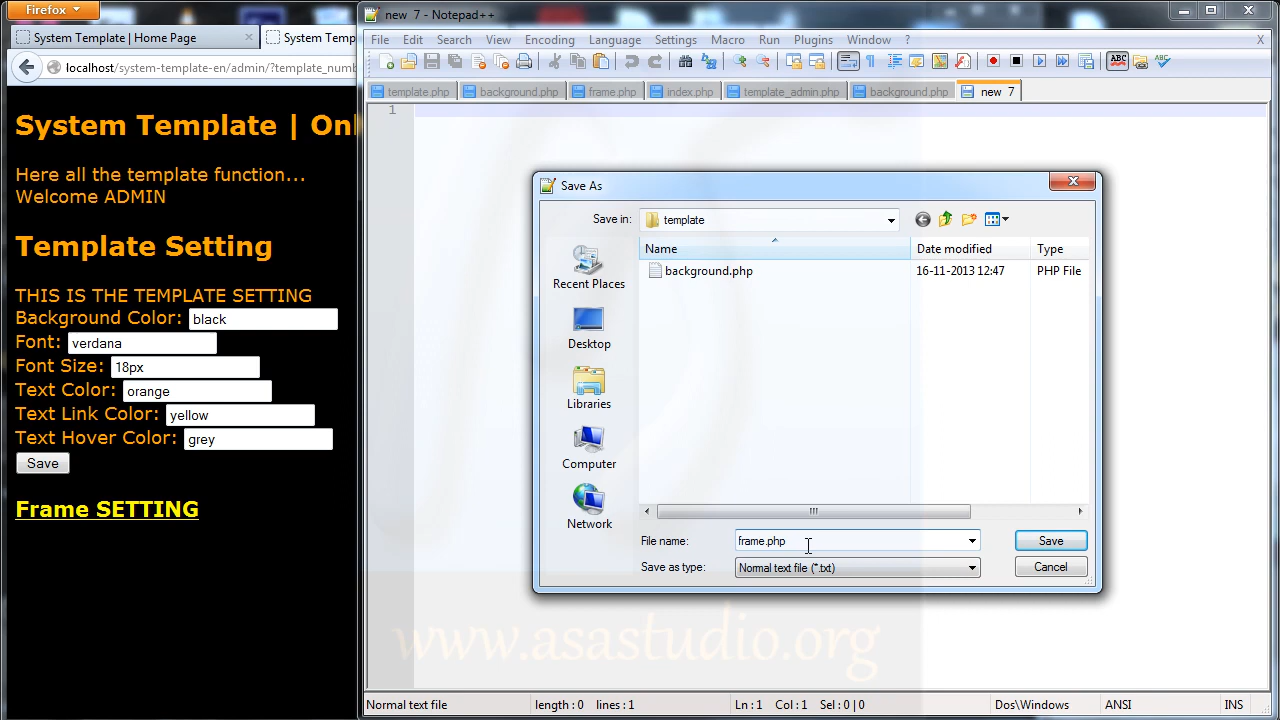 Firefox
System Template | Home Page
System Temp
localhost/system-template-en/admin/?template_numb
System Template | Onl
Here all the template function...
Welcome ADMIN
Template Setting
THIS IS THE TEMPLATE SETTING
Background Color: black
Font: verdana
Font Size: 18px
Text Color: orange
Text Link Color: yellow
Text Hover Color: grey
Save
Frame SETTING
new 7 - Notepad++
File Edit Search View Encoding Language Settings Macro Run Plugins Window ? X
template.php background.php frame.php index.php template_admin.php background.php new 7
1
Save As
Save in: template
Name Date modified Type
background.php 16-11-2013 12:47 PHP File
Recent Places
Desktop
Libraries
Computer
Network
File name: frame.php Save
Save as type: Normal text file (*.txt) Cancel
www.asastudio.org
Normal text file length : 0 lines : 1 Ln : 1 Col : 1 Sel : 0 | 0 Dos\Windows ANSI INS